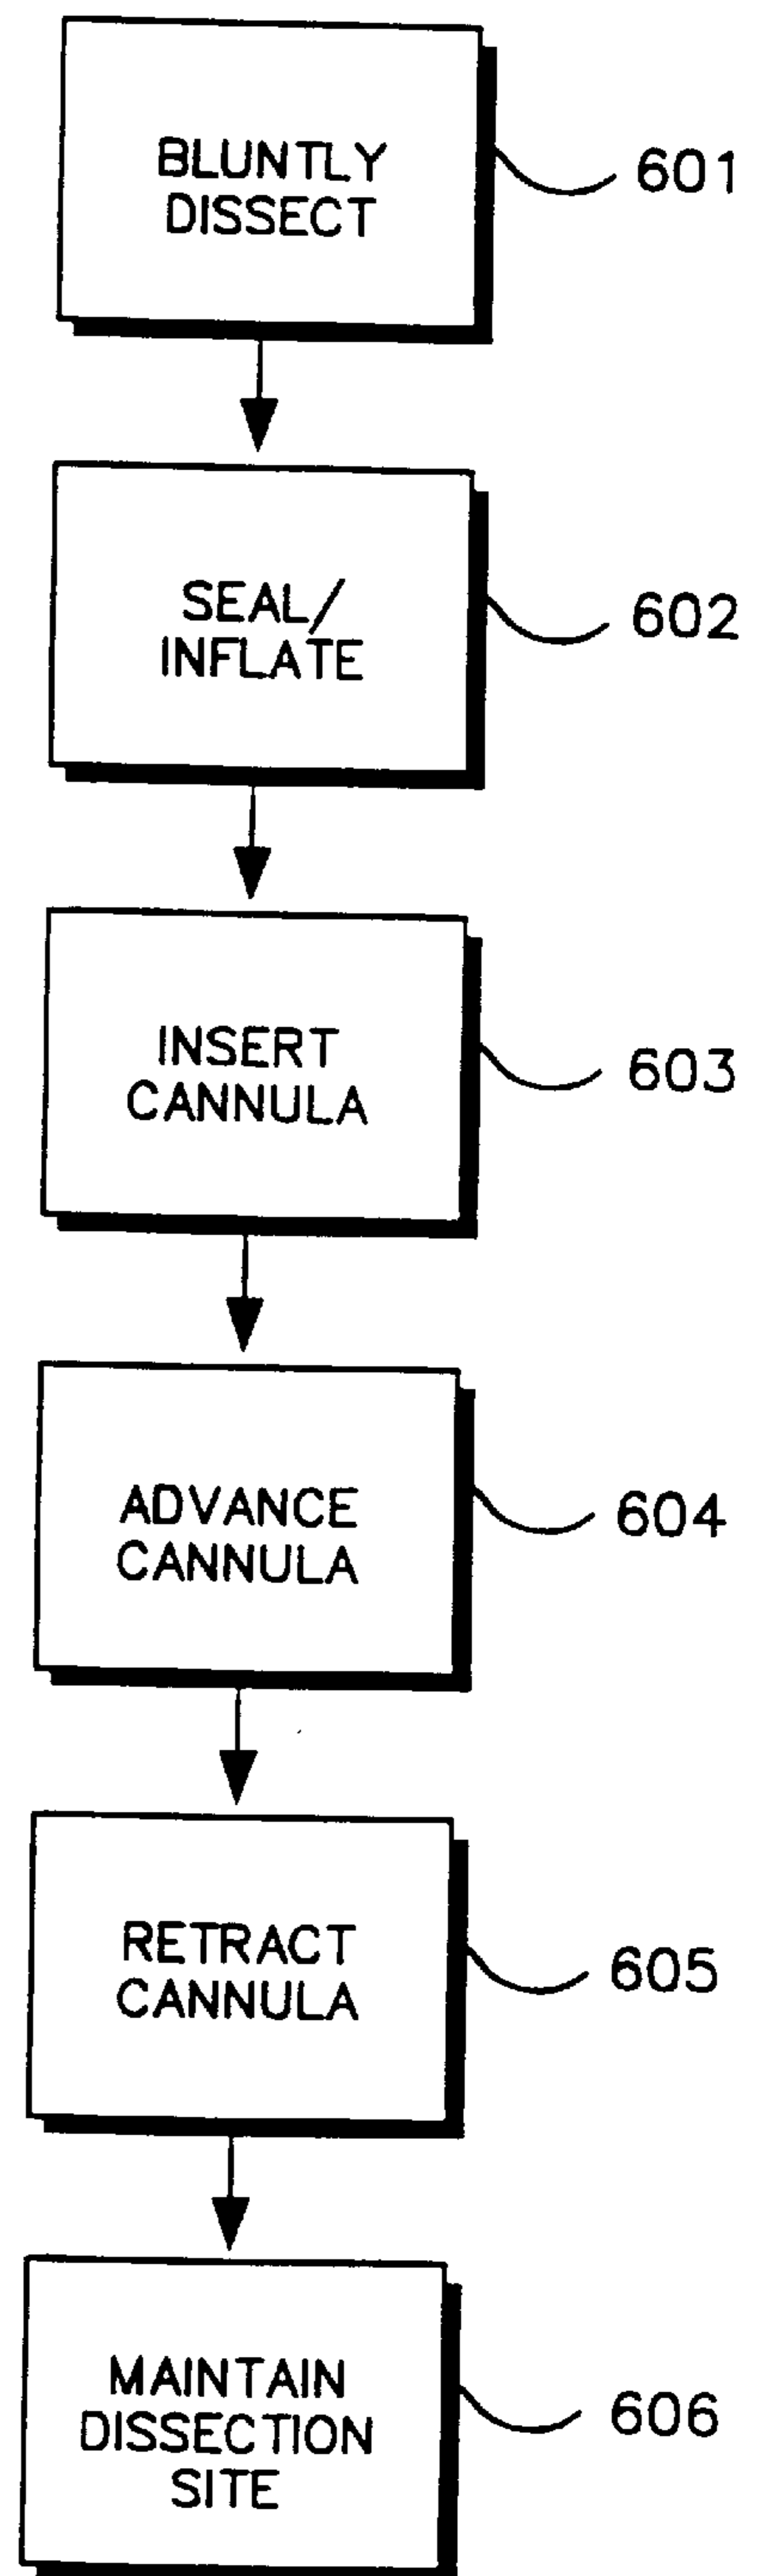 BLUNTLY
DISSECT
601
SEAL/
INFLATE
602
INSERT
CANNULA
603
ADVANCE
CANNULA
604
RETRACT
CANNULA
605
MAINTAIN
DISSECTION
SITE
606